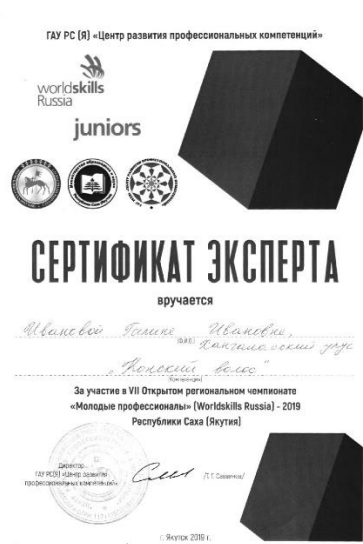 ГАУ РС (Я) «Центр развития профессиональных компетенций»
worldskills
Russia
juniors
СЕРТИФИКАТ ЭКСПЕРТА
вручается
Ивановой Галине Ивановне,
(Ф.И.О.)
Хангаласский улус
"Конский волос"
(Компетенция)
За участие в VII Открытом региональном чемпионате
«Молодые профессионалы» (Worldskills Russia) - 2019
Республики Саха (Якутия)
Директор
ГАУ РС(Я) «Центр развития
профессиональных компетенций»
г. Якутск 2019 г.